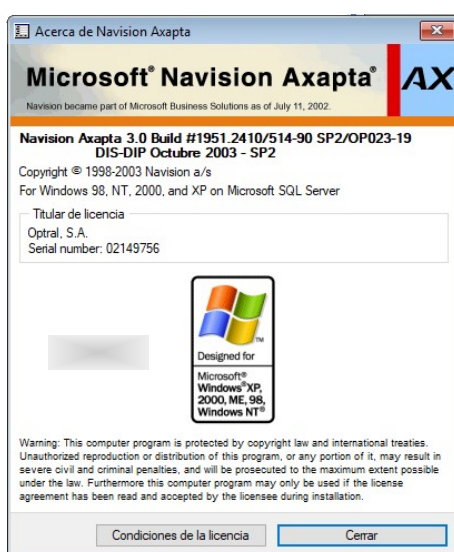 Acerca de Navision Axapta
Microsoft® Navision Axapta®
AX
Navision became part of Microsoft Business Solutions as of July 11, 2002.
Navision Axapta 3.0 Build #1951.2410/514-90 SP2/OP023-19
DIS-DIP Octubre 2003 - SP2
Copyright © 1998-2003 Navision a/s
For Windows 98, NT, 2000, and XP on Microsoft SQL Server
Titular de licencia
Optral, S.A.
Serial number: 02149756
TM
Designed for
Microsoft®
Windows®XP,
2000, ME, 98,
Windows NT®
Warning: This computer program is protected by copyright law and international treaties.
Unauthorized reproduction or distribution of this program, or any portion of it, may result in
severe civil and criminal penalties, and will be prosecuted to the maximum extent possible
under the law. Furthermore this computer program may only be used if the license
agreement has been read and accepted by the licensee during installation.
Condiciones de la licencia
Cerrar